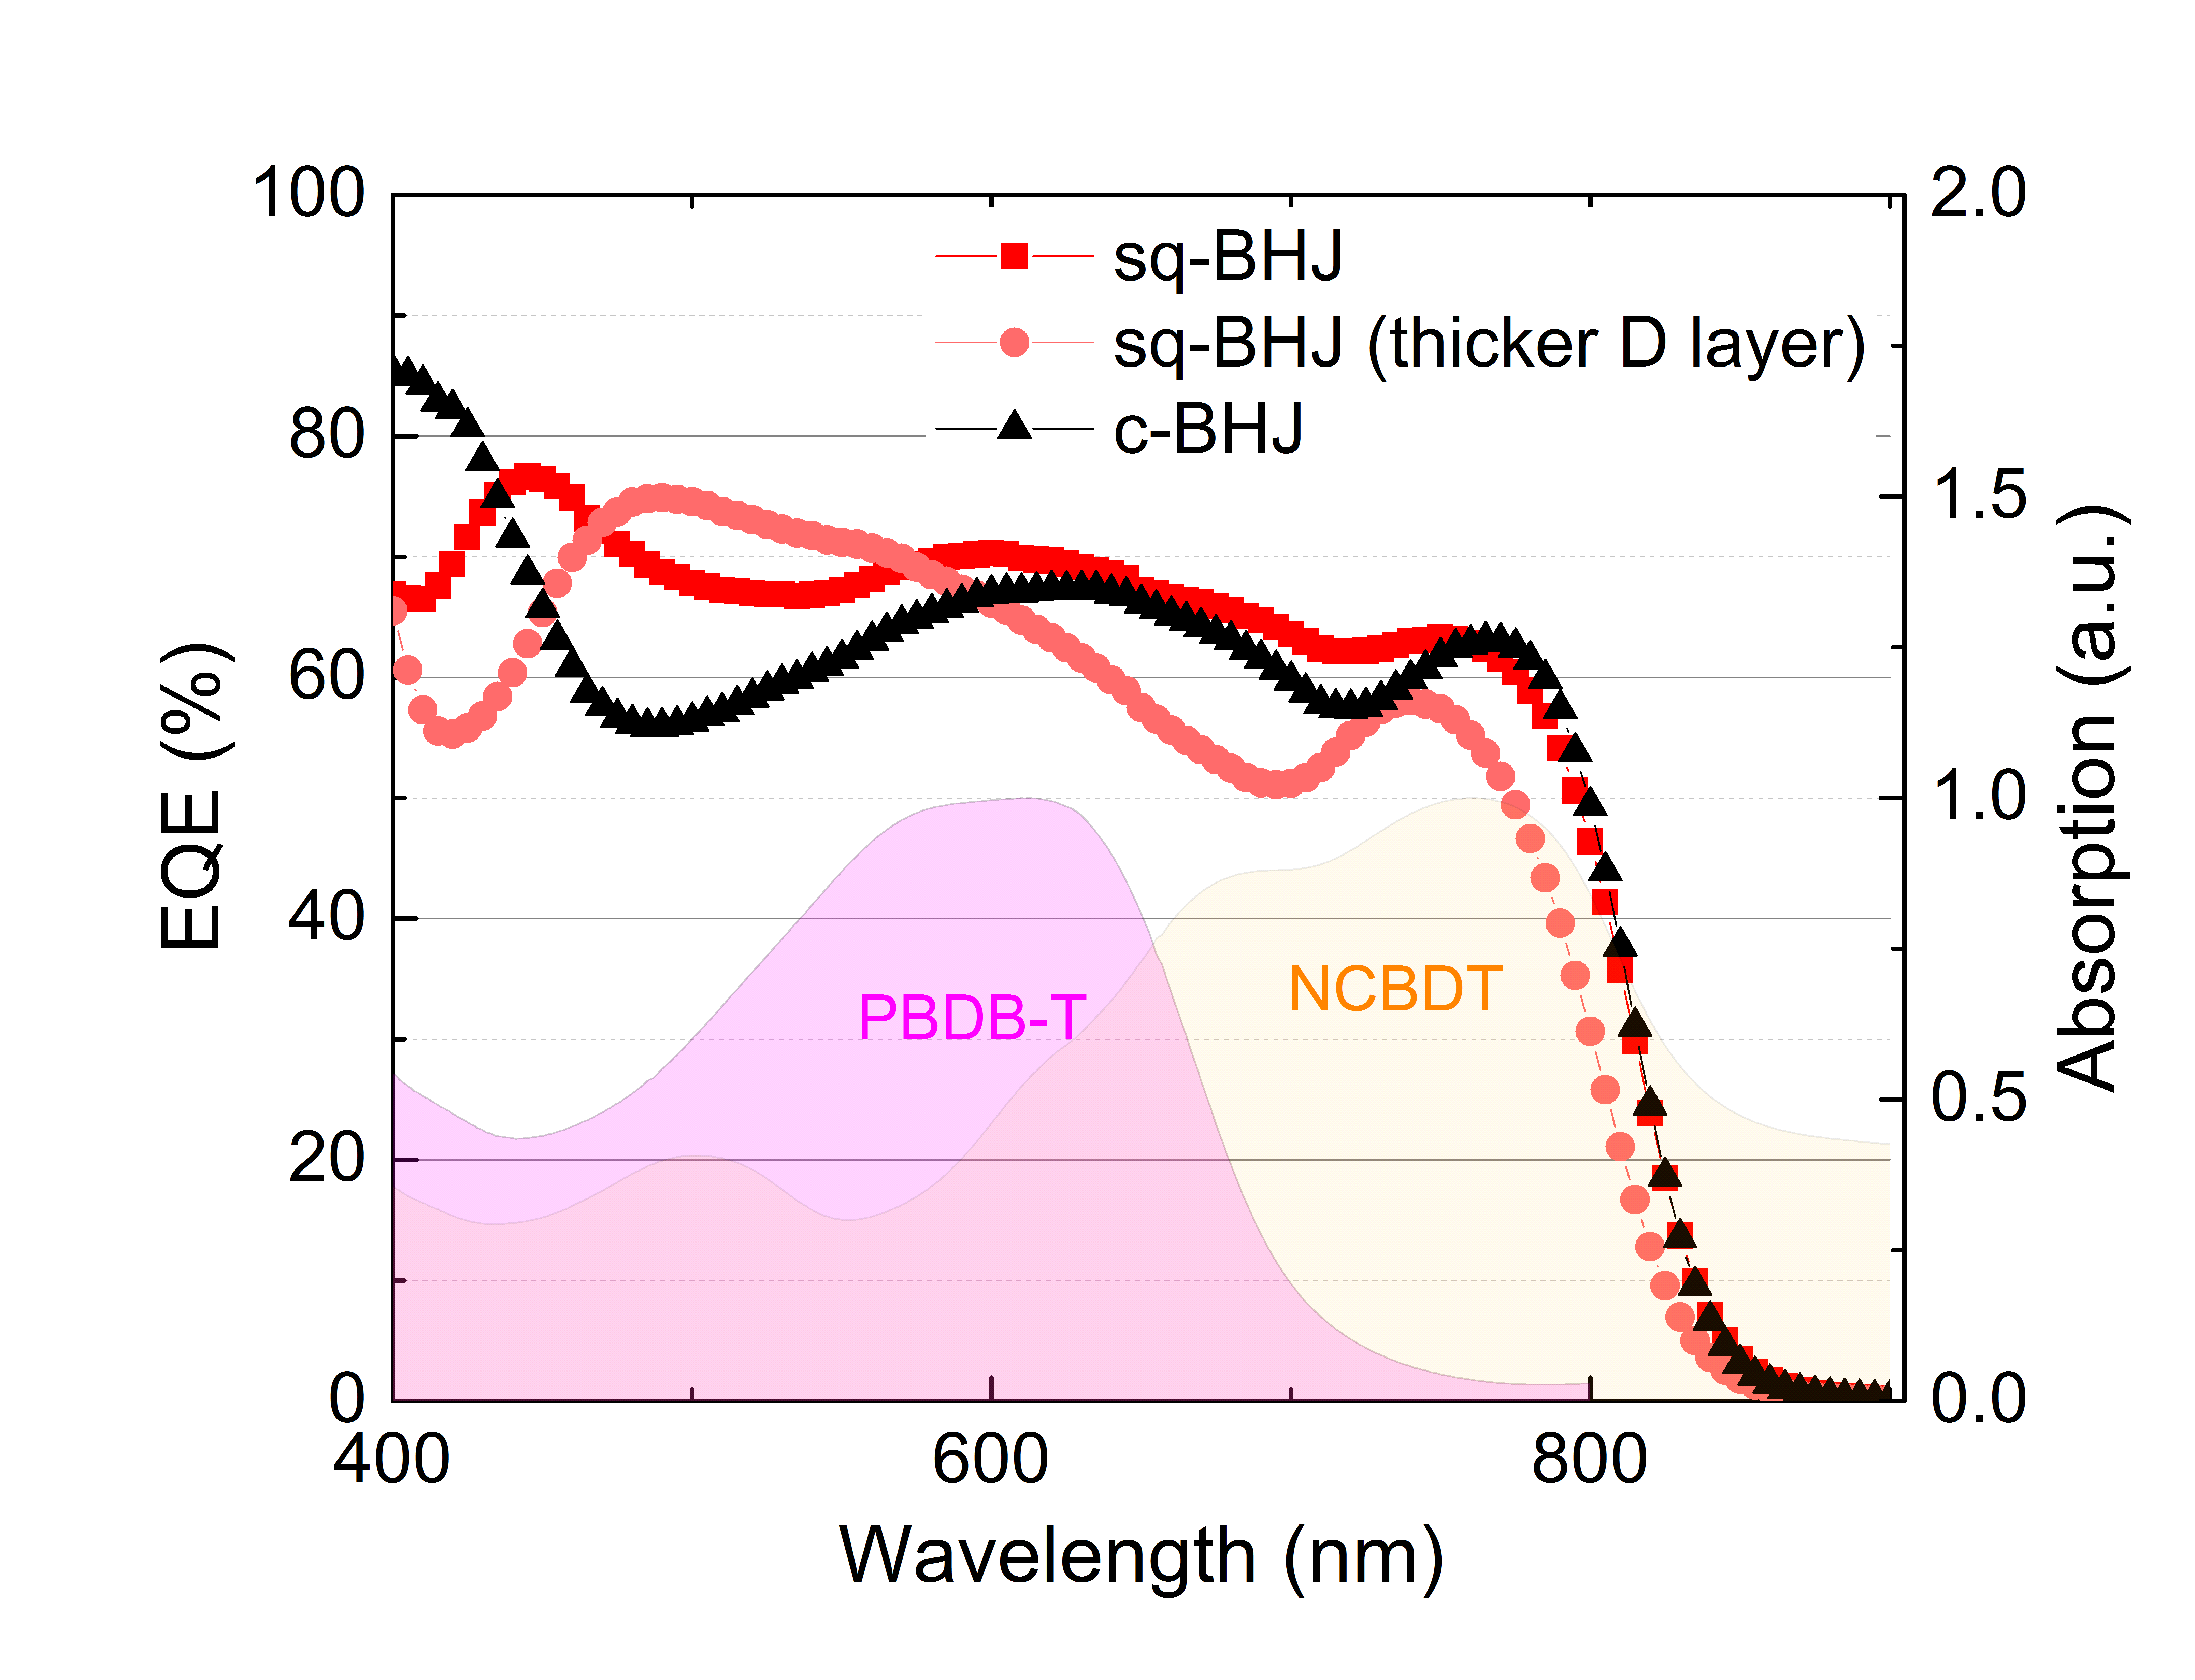 100
80
60
40
20
0
EQE (%)
2.0
1.5
1.0
0.5
0.0
Absorption (a.u.)
sq-BHJ
sq-BHJ (thicker D layer)
c-BHJ
PBDB-T
NCBDT
400
600
800
Wavelength (nm)